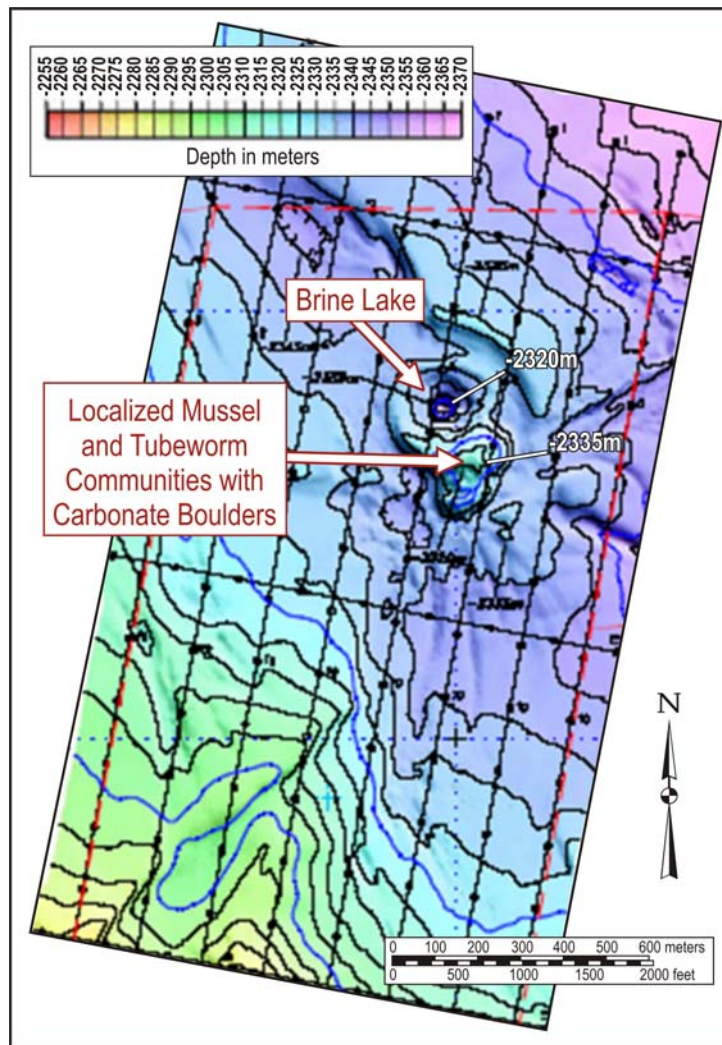 -2255
-2260
-2265
-2270
-2275
-2280
-2285
-2290
-2295
-2300
-2305
-2310
-2315
-2320
-2325
-2330
-2335
-2340
-2345
-2350
-2355
-2360
-2365
-2370
Depth in meters
Brine Lake
-2320m
Localized Mussel
and Tubeworm
Communities with
Carbonate Boulders
-2335m
N
0 100 200 300 400 500 600 meters
0 500 1000 1500 2000 feet